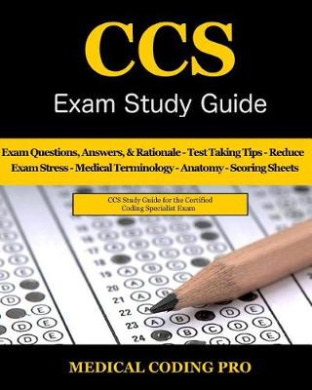 CCS
Exam Study Guide
Exam Questions, Answers, & Rationale - Test Taking Tips - Reduce
Exam Stress - Medical Terminology - Anatomy - Scoring Sheets
CCS Study Guide for the Certified
Coding Specialist Exam
MEDICAL CODING PRO